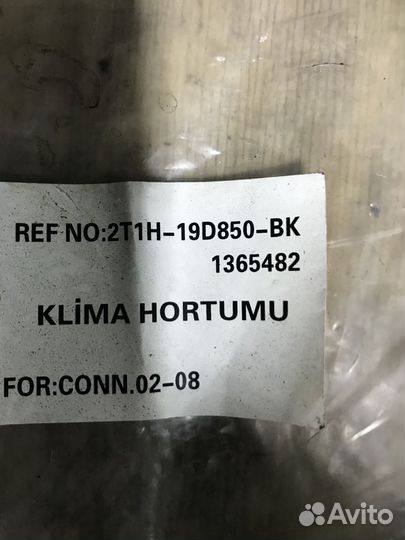 REF NO:2T1H-19D850-BK
1365482
KLİMA HORTUMU
FOR:CONN.02-08
Avito